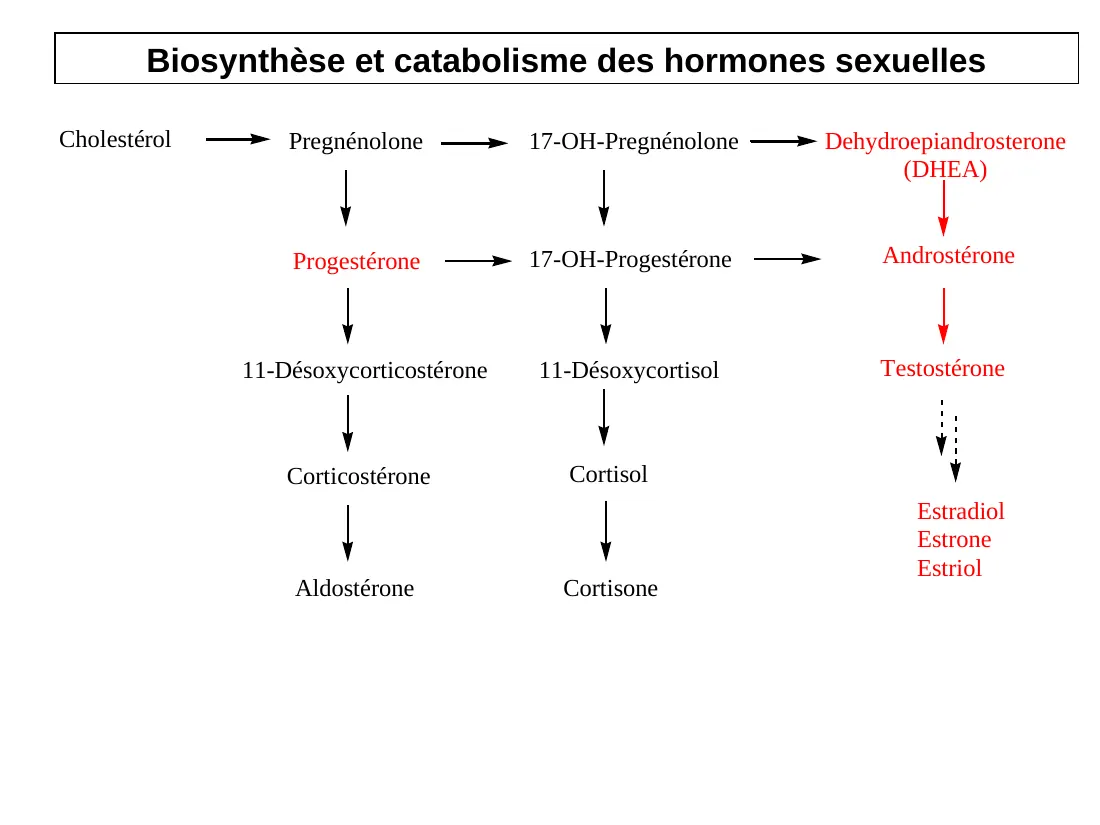 Biosynthèse et catabolisme des hormones sexuelles
Cholestérol
Pregnénolone
17-OH-Pregnénolone
Dehydroepiandrosterone
(DHEA)
Progestérone
17-OH-Progestérone
Androstérone
11-Désoxycorticostérone
11-Désoxycortisol
Testostérone
Corticostérone
Cortisol
Estradiol
Estrone
Estriol
Aldostérone
Cortisone